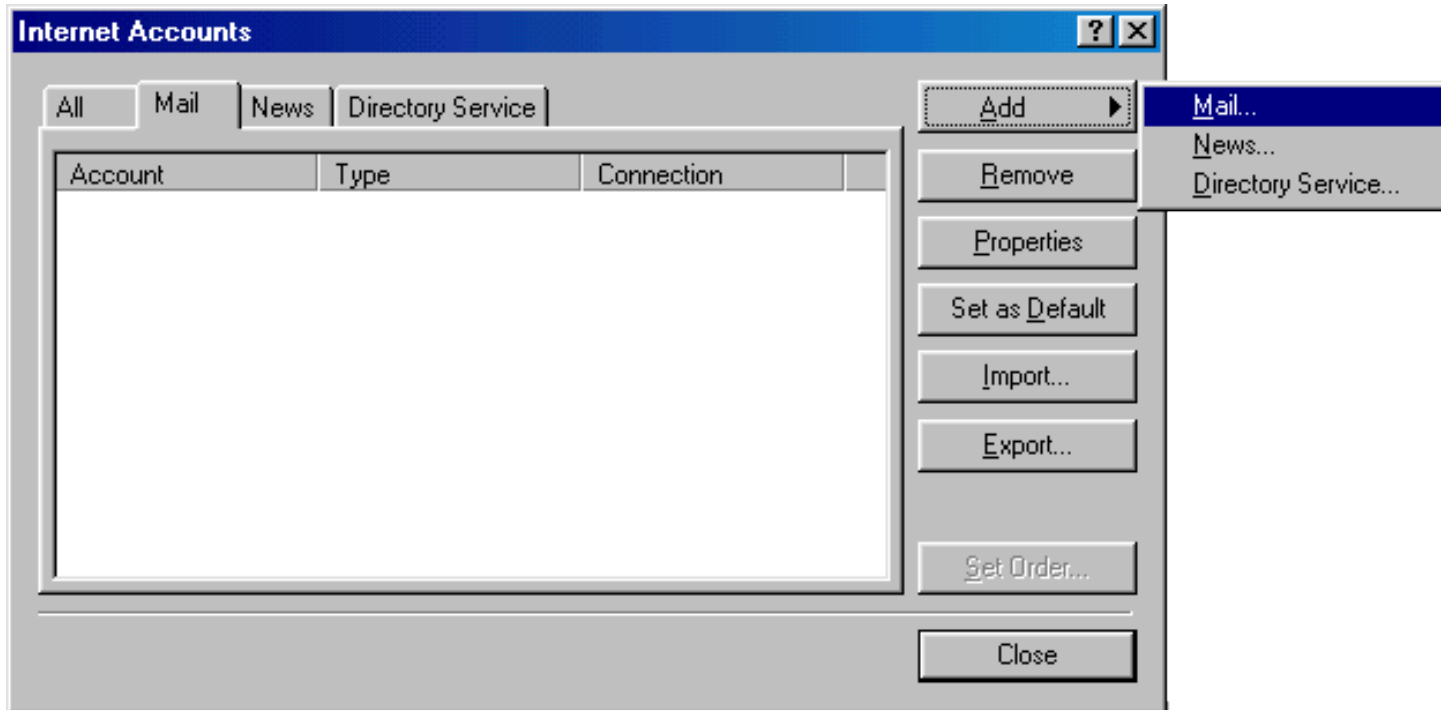 Internet Accounts
All Mail News Directory Service
Account Type Connection
Add
Remove
Properties
Set as Default
Import...
Export...
Set Order...
Close
Mail...
News...
Directory Service...